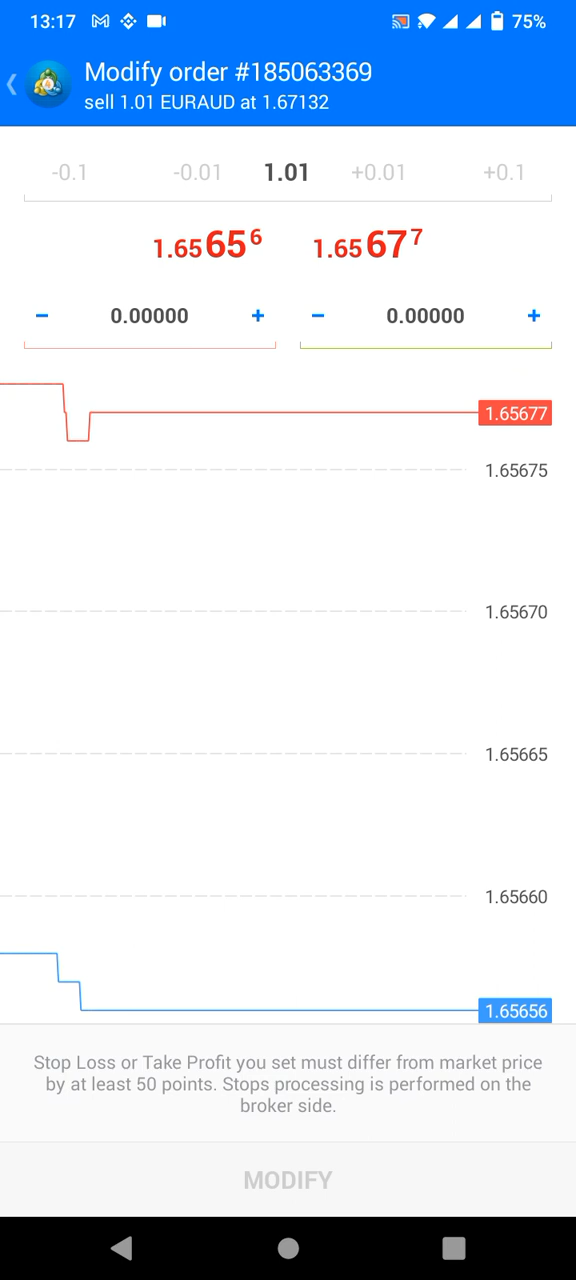 13:17 75%
Modify order #185063369
sell 1.01 EURAUD at 1.67132
-0.1 -0.01 1.01 +0.01 +0.1
1.65656 1.65677
− 0.00000 + − 0.00000 +
1.65677
1.65675
1.65670
1.65665
1.65660
1.65656
Stop Loss or Take Profit you set must differ from market price
by at least 50 points. Stops processing is performed on the
broker side.
MODIFY